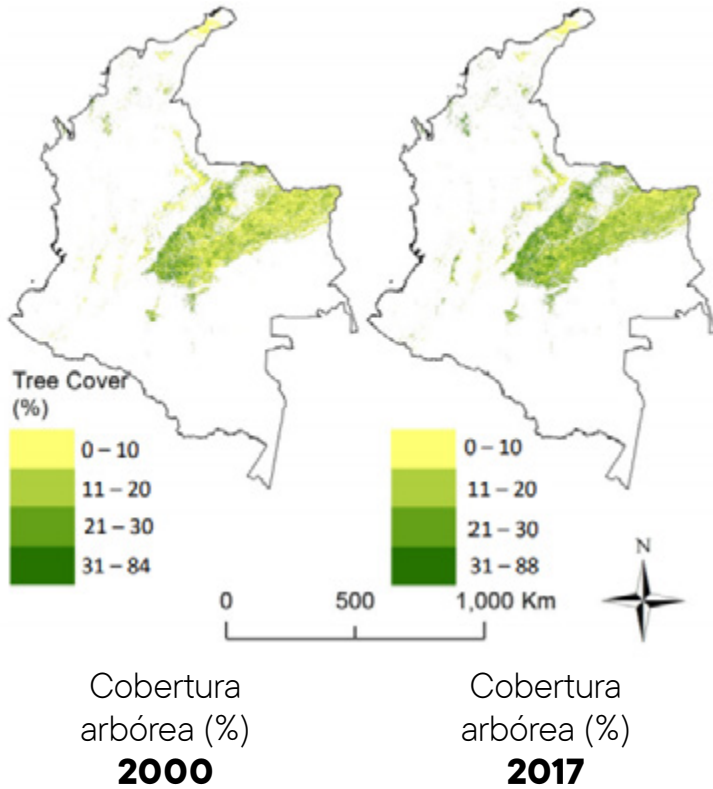 Tree Cover
(%)
0 – 10
11 – 20
21 – 30
31 – 84
0 – 10
11 – 20
21 – 30
31 – 88
N
0 500 1,000 Km
Cobertura
arbórea (%)
2000
Cobertura
arbórea (%)
2017